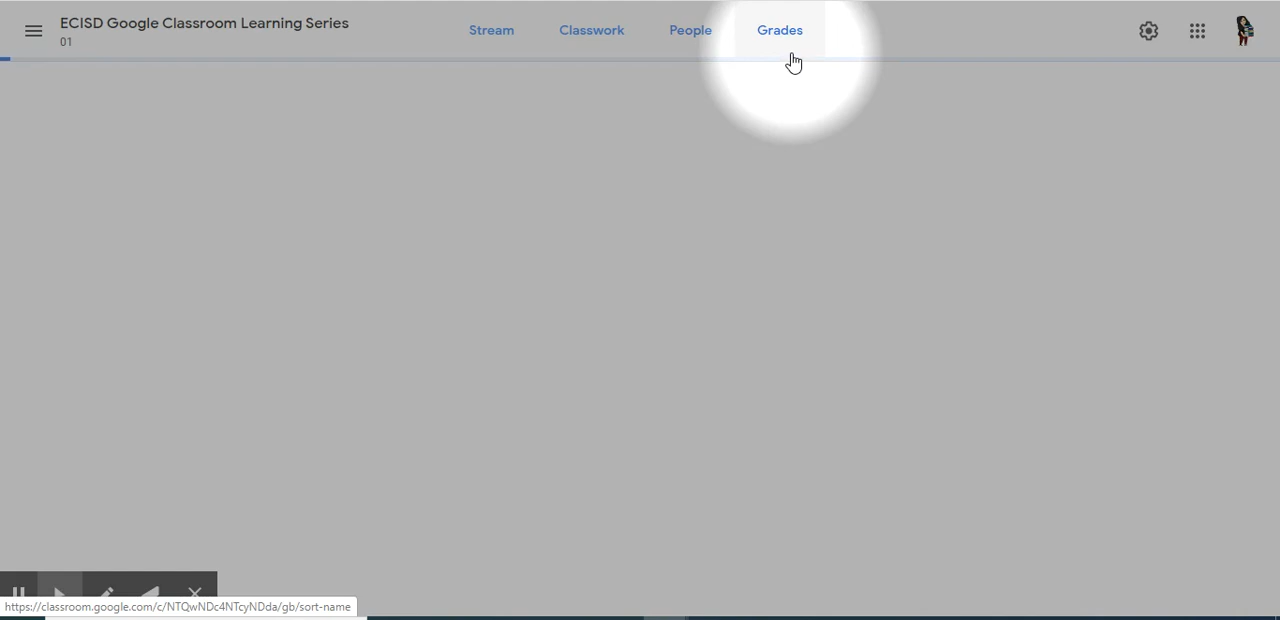 ECISD Google Classroom Learning Series
01
Stream Classwork People Grades
https://classroom.google.com/c/NTQwNDc4NTcyNDda/gb/sort-name